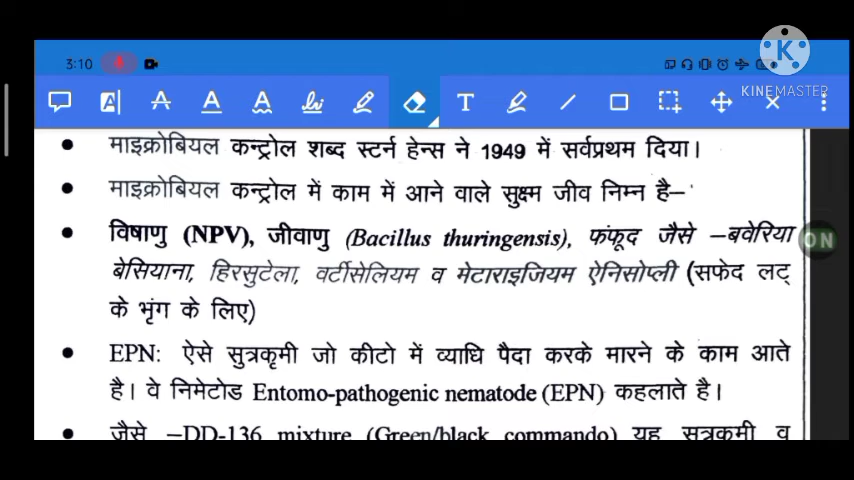 3:10
K
KINEMASTER
A
A
A
T
माइक्रोबियल कन्ट्रोल शब्द स्टर्न हेन्स ने 1949 में सर्वप्रथम दिया।
माइक्रोबियल कन्ट्रोल में काम में आने वाले सुक्ष्म जीव निम्न है–
विषाणु (NPV), जीवाणु (Bacillus thuringensis), फंफूद जैसे –बवेरिया
ON
बेसियाना, हिरसुटेला, वर्टीसेलियम व मेटाराइजियम ऐनिसोप्ली (सफेद लट्
के भृंग के लिए)
EPN: ऐसे सुत्रकृमी जो कीटो में व्याधि पैदा करके मारने के काम आते
है। वे निमेटोड Entomo-pathogenic nematode (EPN) कहलाते है।
जैसे –DD-136 mixture (Green/black commando) यह सुत्रकृमी व